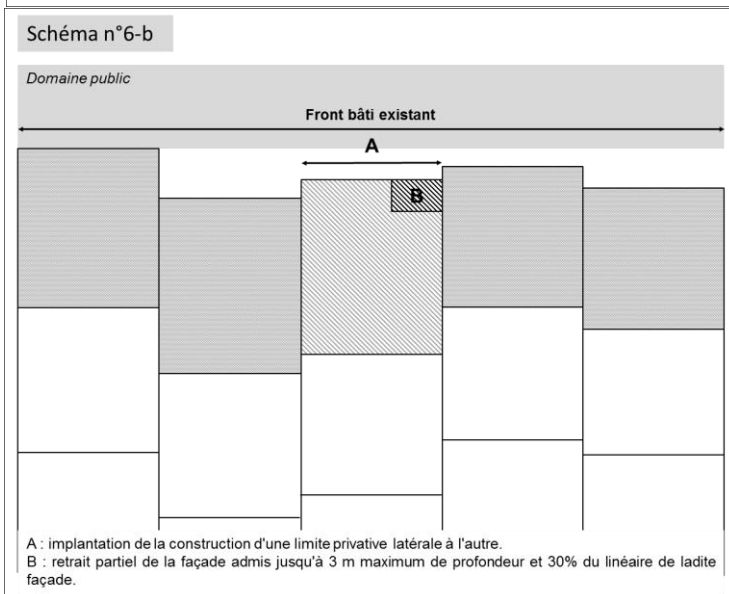 Schéma n°6-b
Domaine public
Front bâti existant
A
B
A : implantation de la construction d'une limite privative latérale à l'autre.
B : retrait partiel de la façade admis jusqu'à 3 m maximum de profondeur et 30% du linéaire de ladite
façade.